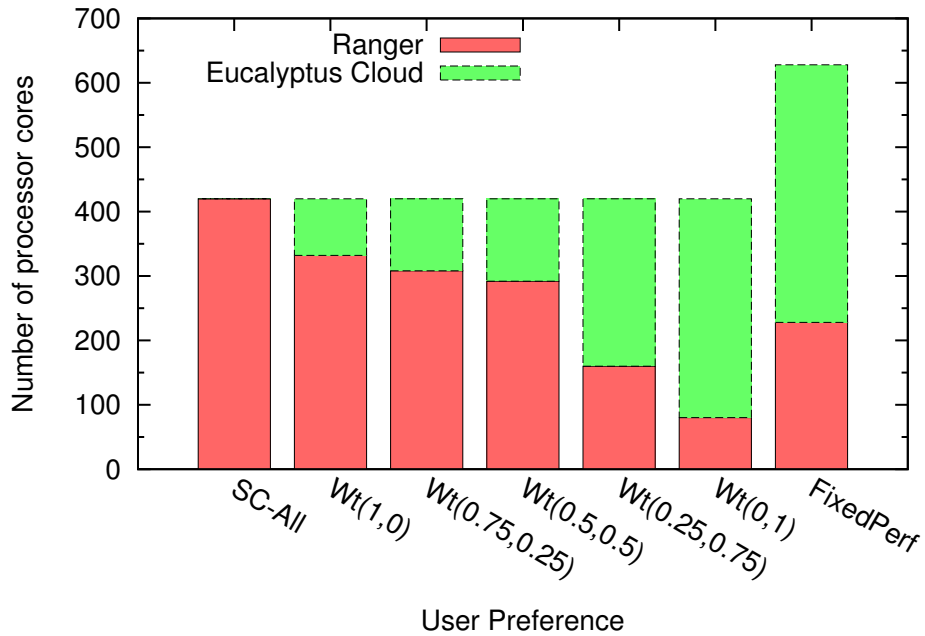 700
600
500
400
300
200
100
0
Number of processor cores
Ranger
Eucalyptus Cloud
SC-All
Wt(1,0)
Wt(0.75,0.25)
Wt(0.5,0.5)
Wt(0.25,0.75)
Wt(0,1)
FixedPerf
User Preference